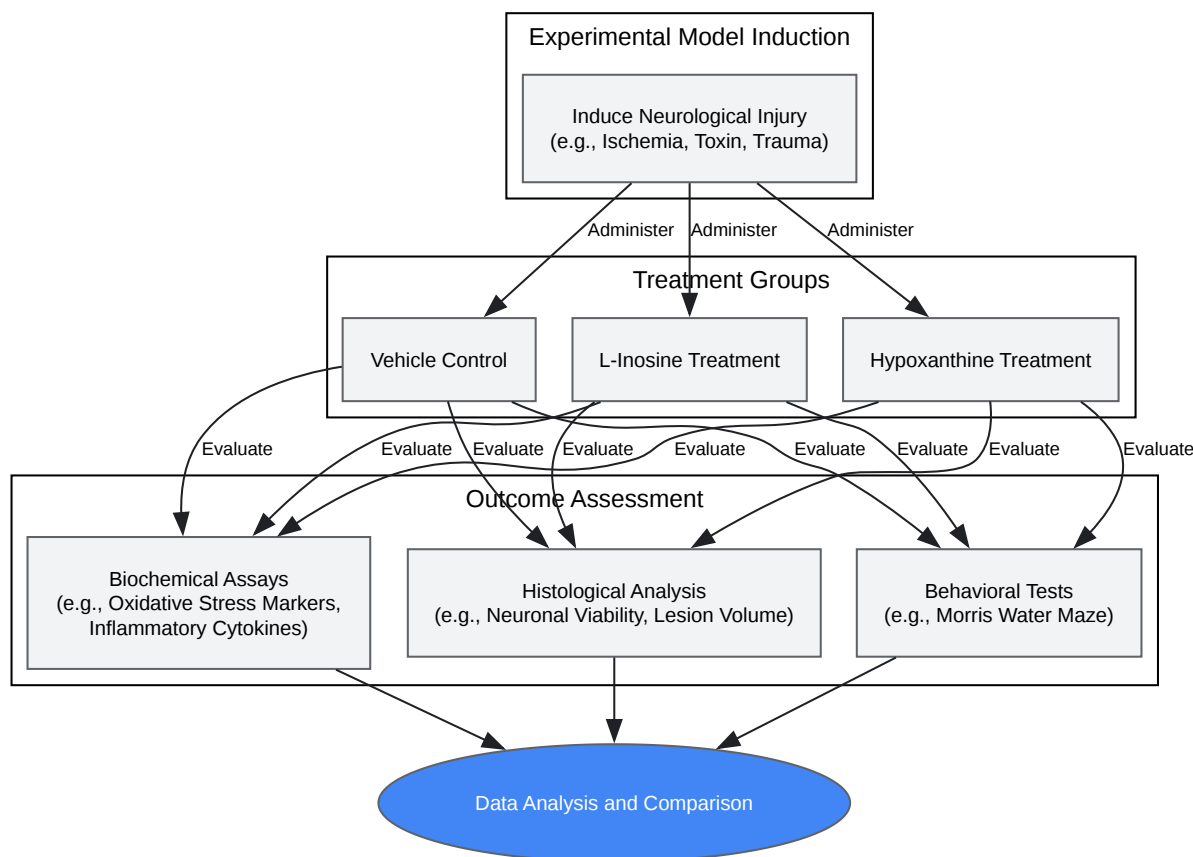 Experimental Model Induction
Induce Neurological Injury
(e.g., Ischemia, Toxin, Trauma)
Administer
Administer
Administer
Treatment Groups
Vehicle Control
L-Inosine Treatment
Hypoxanthine Treatment
Evaluate
Evaluate
Evaluate
Evaluate
Evaluate
Evaluate
Evaluate
Evaluate
Evaluate
Outcome Assessment
Biochemical Assays
(e.g., Oxidative Stress Markers,
Inflammatory Cytokines)
Histological Analysis
(e.g., Neuronal Viability, Lesion Volume)
Behavioral Tests
(e.g., Morris Water Maze)
Data Analysis and Comparison